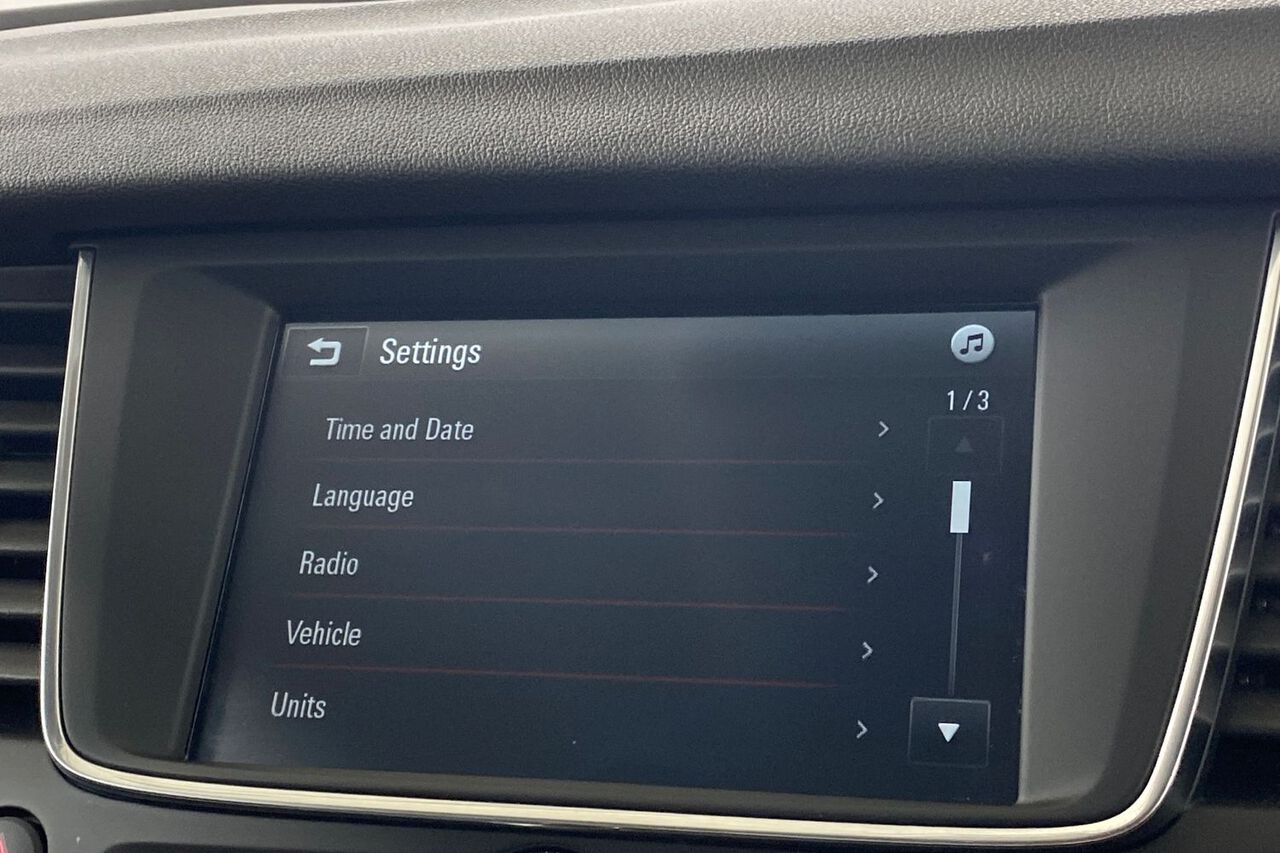 Settings
1 / 3
Time and Date
Language
Radio
Vehicle
Units